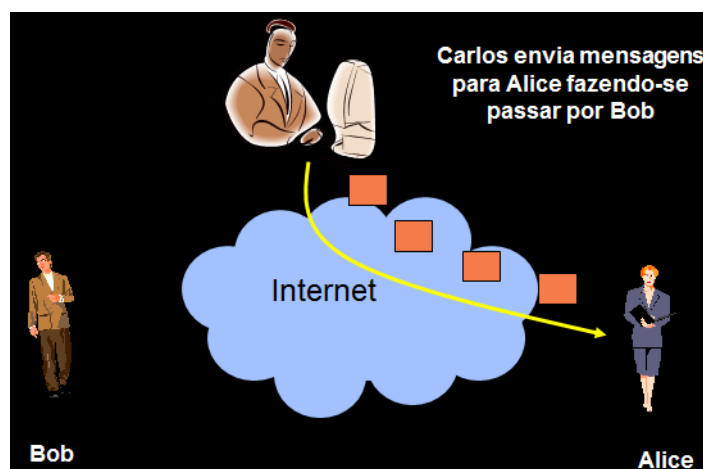 Carlos envia mensagens
para Alice fazendo-se
passar por Bob
Internet
Bob
Alice